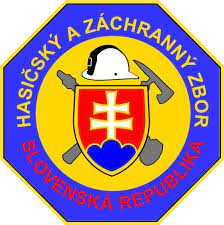 HASIČSKÝ A ZÁCHRANNÝ ZBOR
SLOVENSKÁ REPUBLIKA